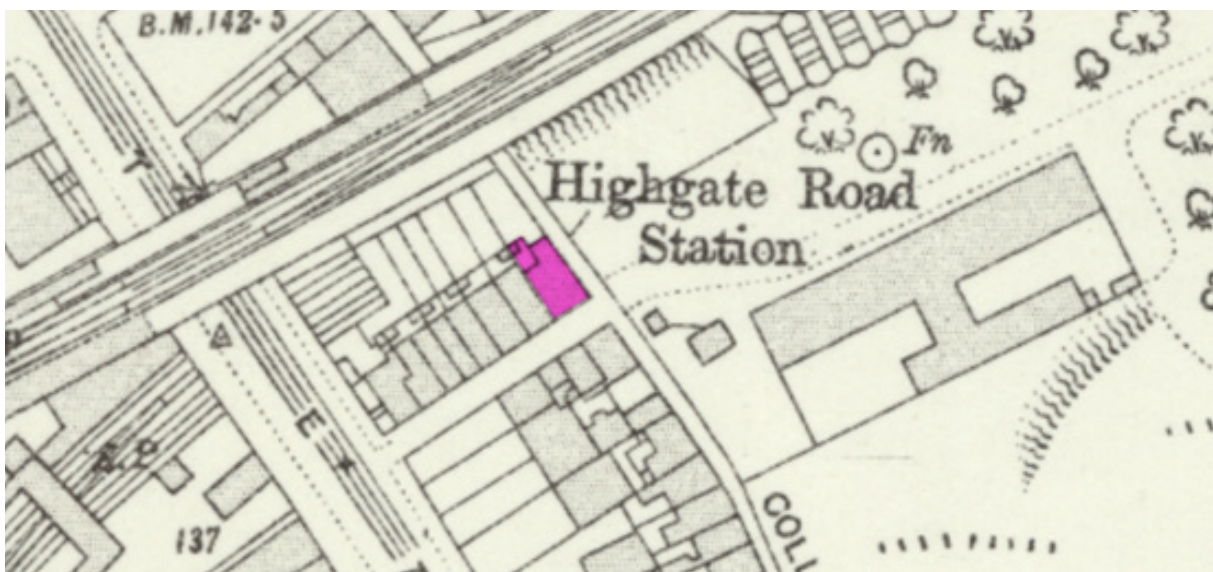 B.M.142·5
T
Fn
Highgate Road
Station
E
L.P
137
COLL